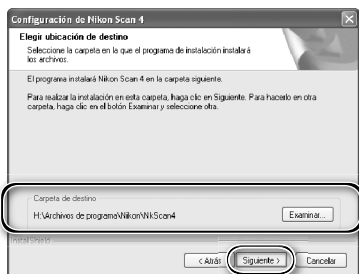 Configuración de Nikon Scan 4
Elegir ubicación de destino
Seleccione la carpeta en la que el programa de instalación instalará
los archivos.
El programa instalará Nikon Scan 4 en la carpeta siguiente.
Para realizar la instalación en esta carpeta, haga clic en Siguiente. Para hacerlo en otra
carpeta, haga clic en el botón Examinar y seleccione otra.
Carpeta de destino
H:\Archivos de programa\Nikon\NkScan4
Examinar...
InstallShield
< Atrás
Siguiente >
Cancelar